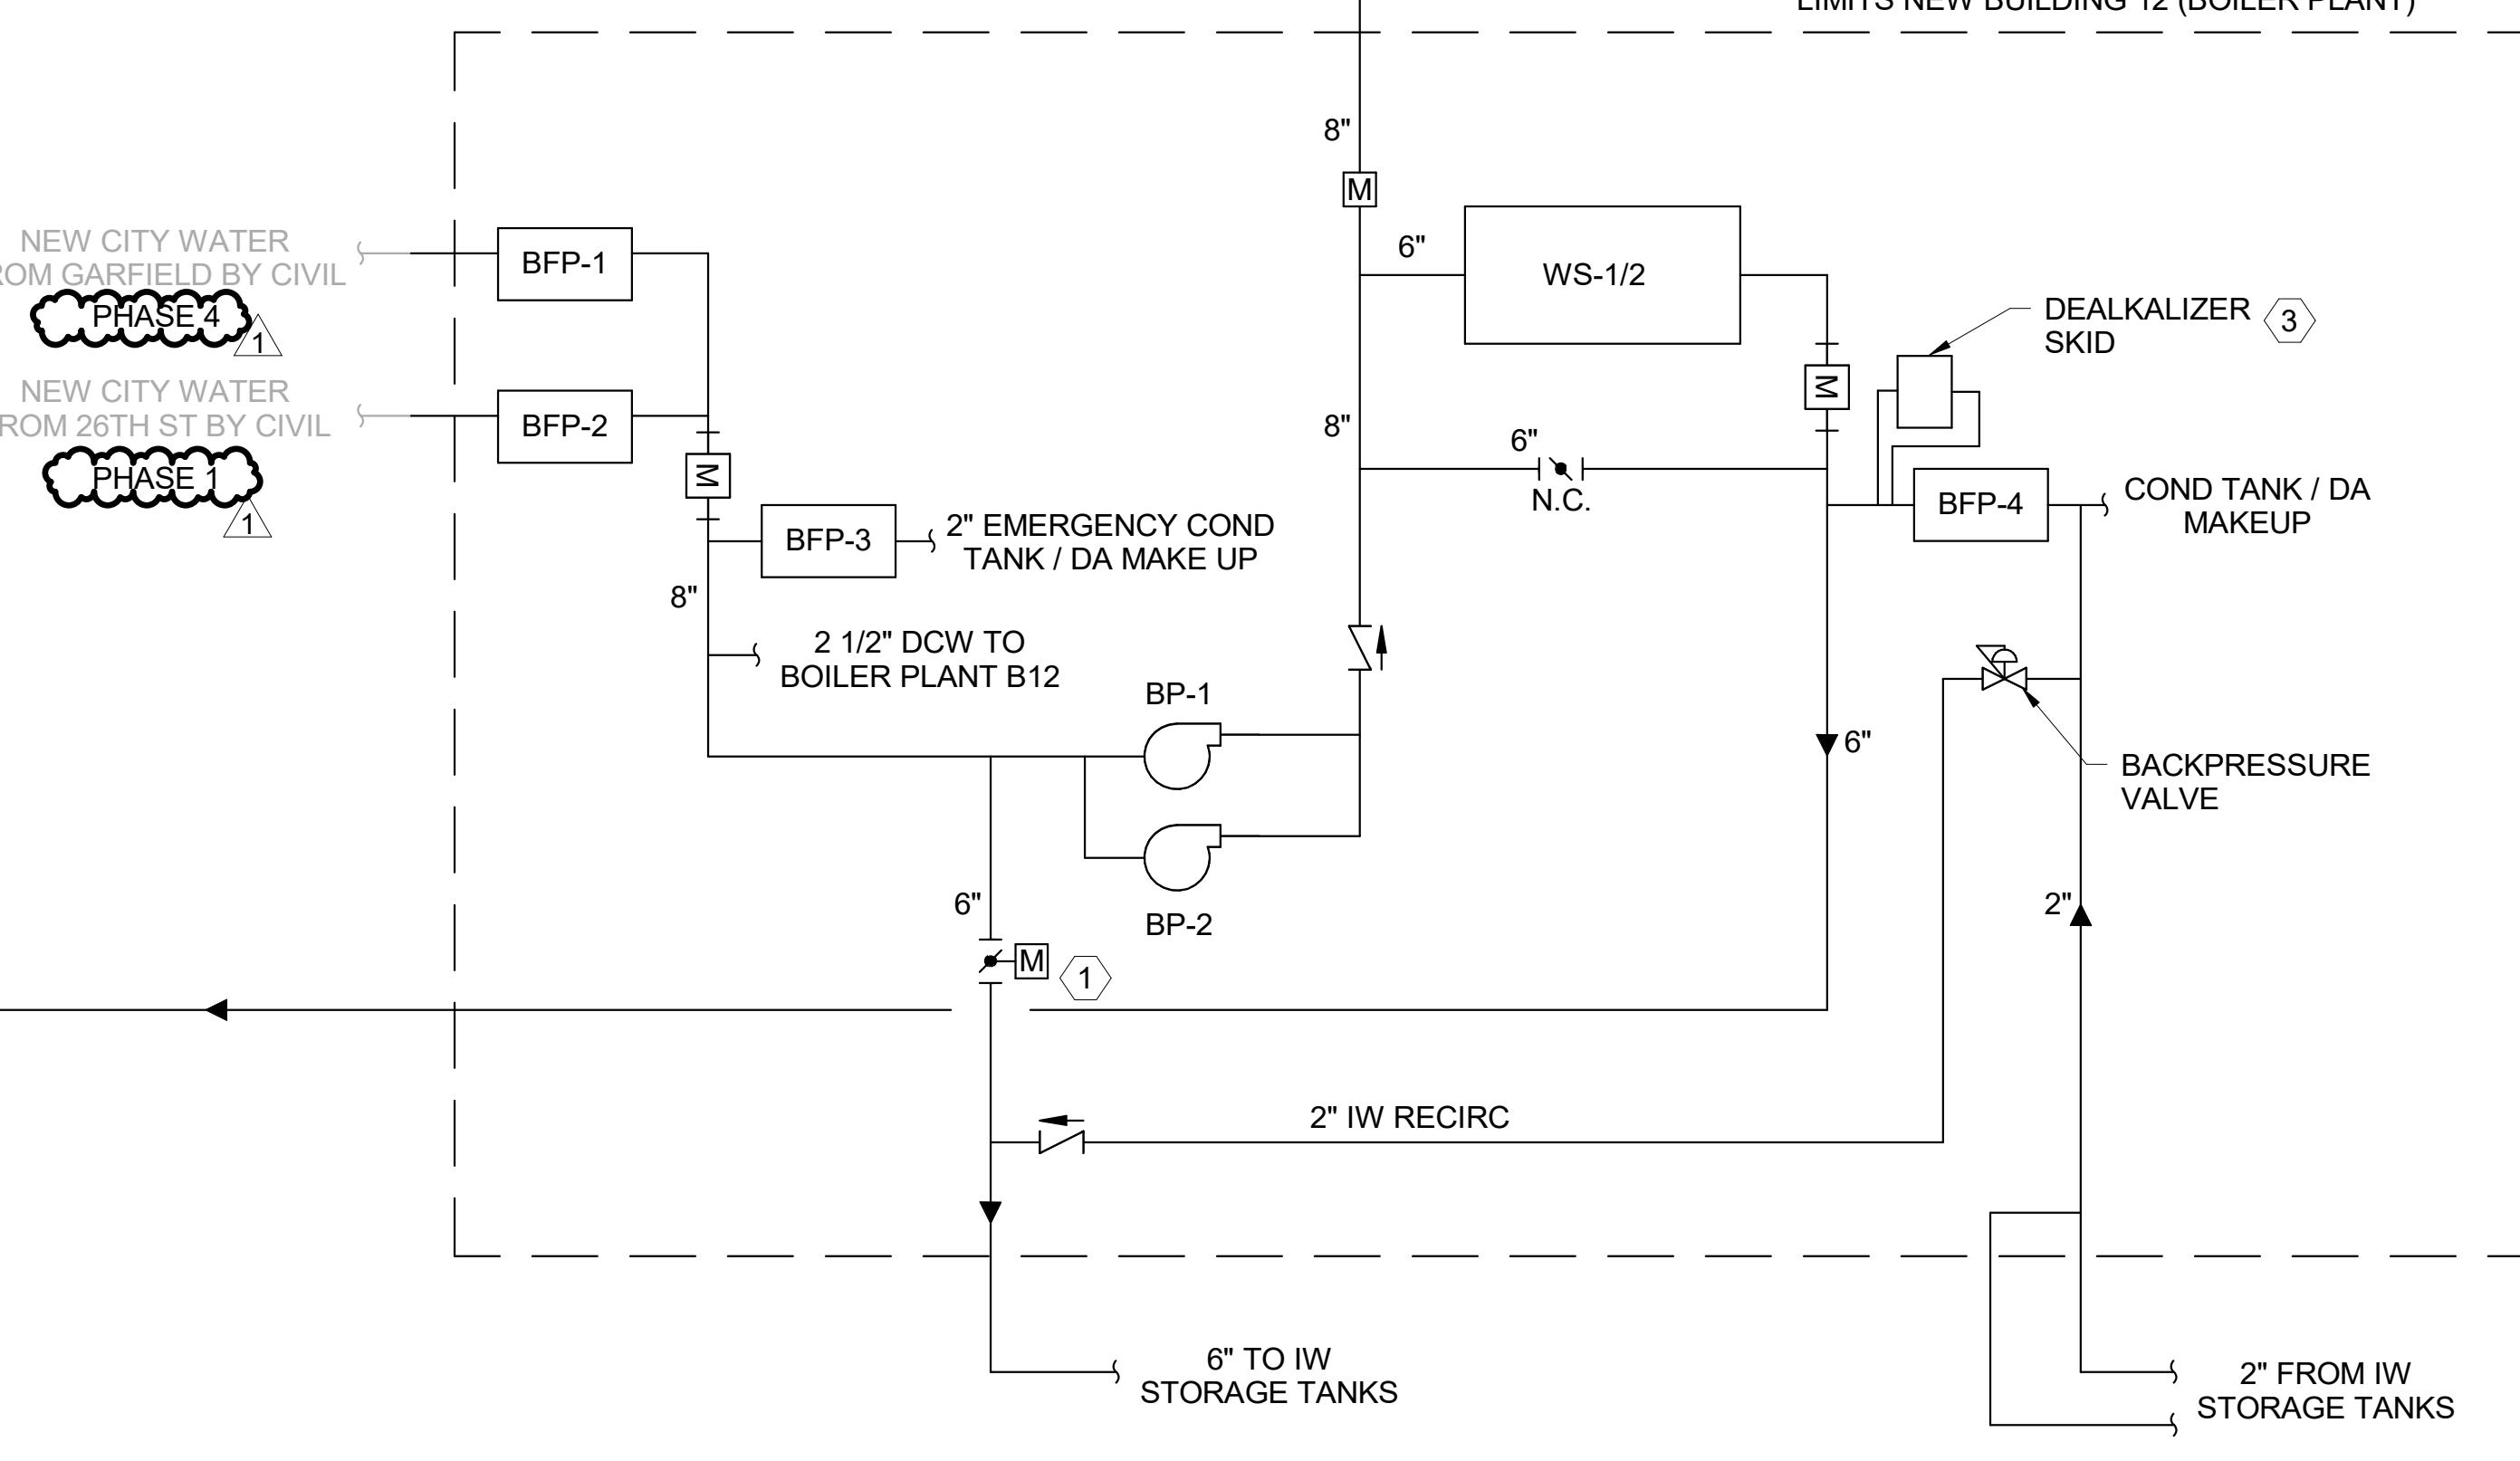 LIMITS NEW BUILDING 12 (BOILER PLANT)
8"
M
NEW CITY WATER
FROM GARFIELD BY CIVIL
PHASE 4
1
BFP-1
6"
WS-1/2
DEALKALIZER
SKID
3
NEW CITY WATER
FROM 26TH ST BY CIVIL
PHASE 1
1
BFP-2
M
8"
M
6"
N.C.
BFP-4
COND TANK / DA
MAKEUP
BFP-3
2" EMERGENCY COND
TANK / DA MAKE UP
8"
2 1/2" DCW TO
BOILER PLANT B12
BP-1
6"
BACKPRESSURE
VALVE
6"
BP-2
2"
M
1
2" IW RECIRC
6" TO IW
STORAGE TANKS
2" FROM IW
STORAGE TANKS